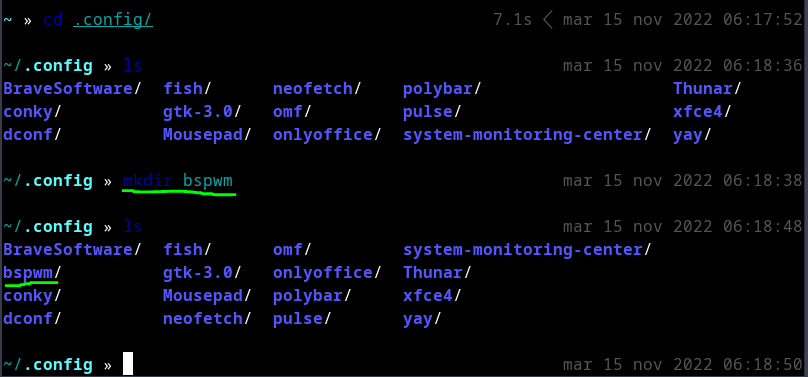 ~ » cd .config/ 7.1s < mar 15 nov 2022 06:17:52
~/.config » ls mar 15 nov 2022 06:18:36
BraveSoftware/ fish/ neofetch/ polybar/ Thunar/
conky/ gtk-3.0/ omf/ pulse/ xfce4/
dconf/ Mousepad/ onlyoffice/ system-monitoring-center/ yay/
~/.config » mkdir bspwm mar 15 nov 2022 06:18:38
~/.config » ls mar 15 nov 2022 06:18:48
BraveSoftware/ fish/ omf/ system-monitoring-center/
bspwm/ gtk-3.0/ onlyoffice/ Thunar/
conky/ Mousepad/ polybar/ xfce4/
dconf/ neofetch/ pulse/ yay/
~/.config » mar 15 nov 2022 06:18:50